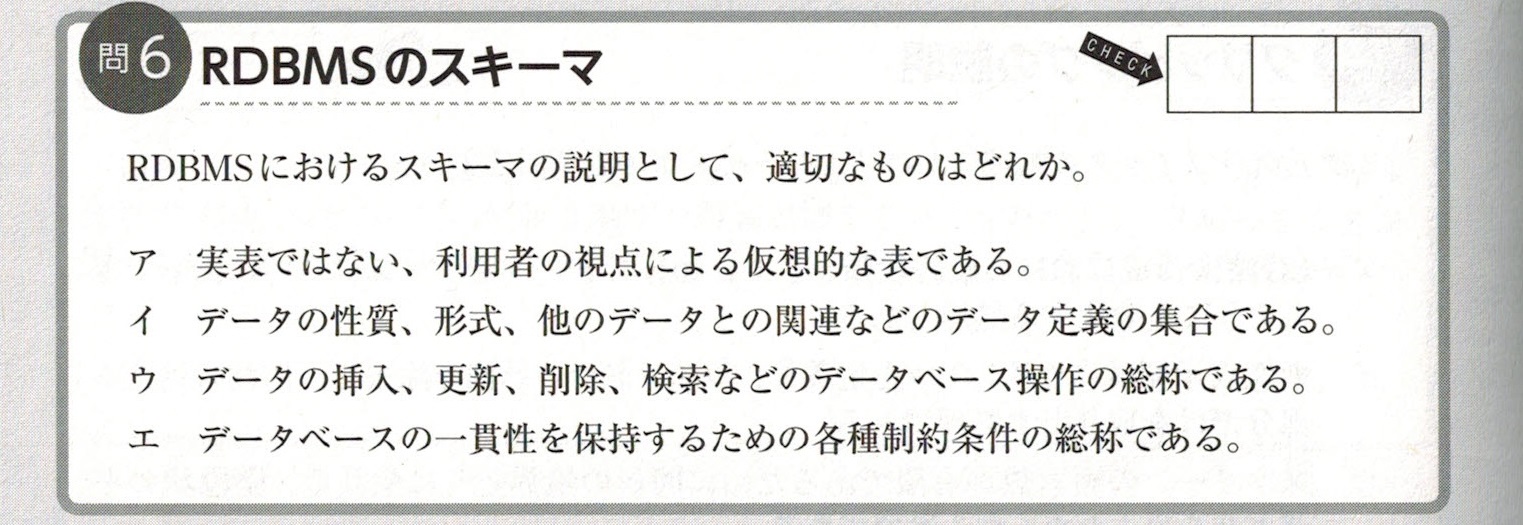 問6 RDBMSのスキーマ
CHECK
RDBMSにおけるスキーマの説明として、適切なものはどれか。
ア 実表ではない、利用者の視点による仮想的な表である。
イ データの性質、形式、他のデータとの関連などのデータ定義の集合である。
ウ データの挿入、更新、削除、検索などのデータベース操作の総称である。
エ データベースの一貫性を保持するための各種制約条件の総称である。